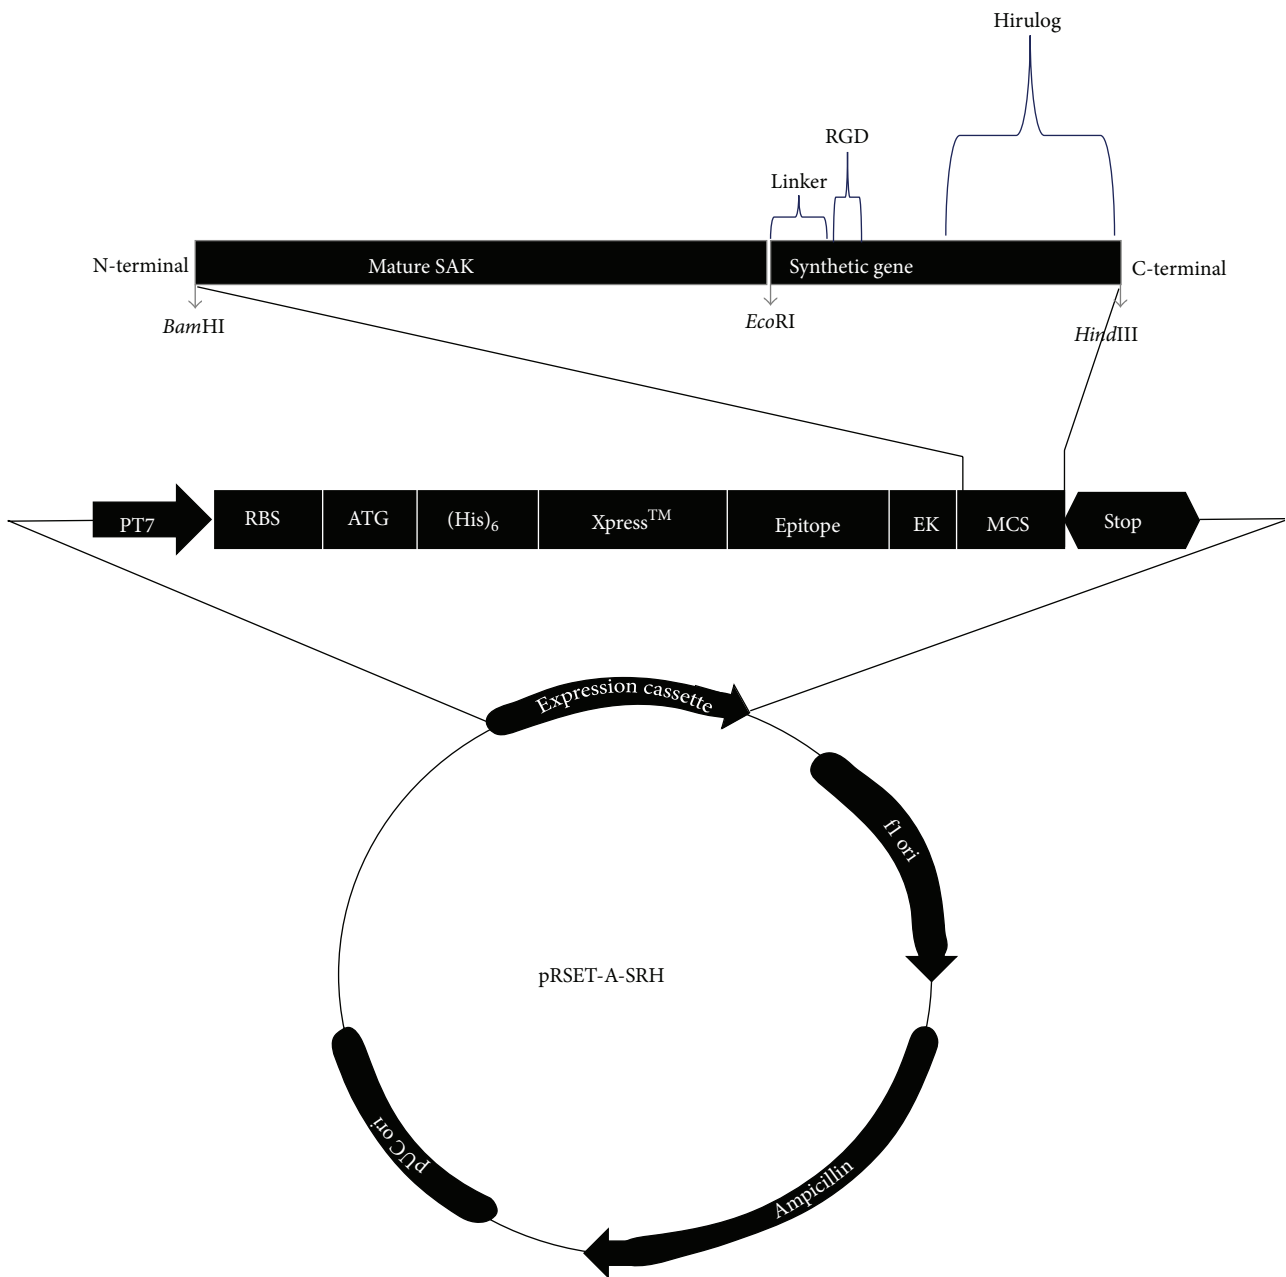 Hirulog
RGD
Linker
N-terminal
Mature SAK
Synthetic gene
C-terminal
BamHI
EcoRI
HindIII
PT7
RBS
ATG
(His)6
XpressTM
Epitope
EK
MCS
Stop
Expression cassette
f1 ori
pRSET-A-SRH
pUC ori
Ampicillin